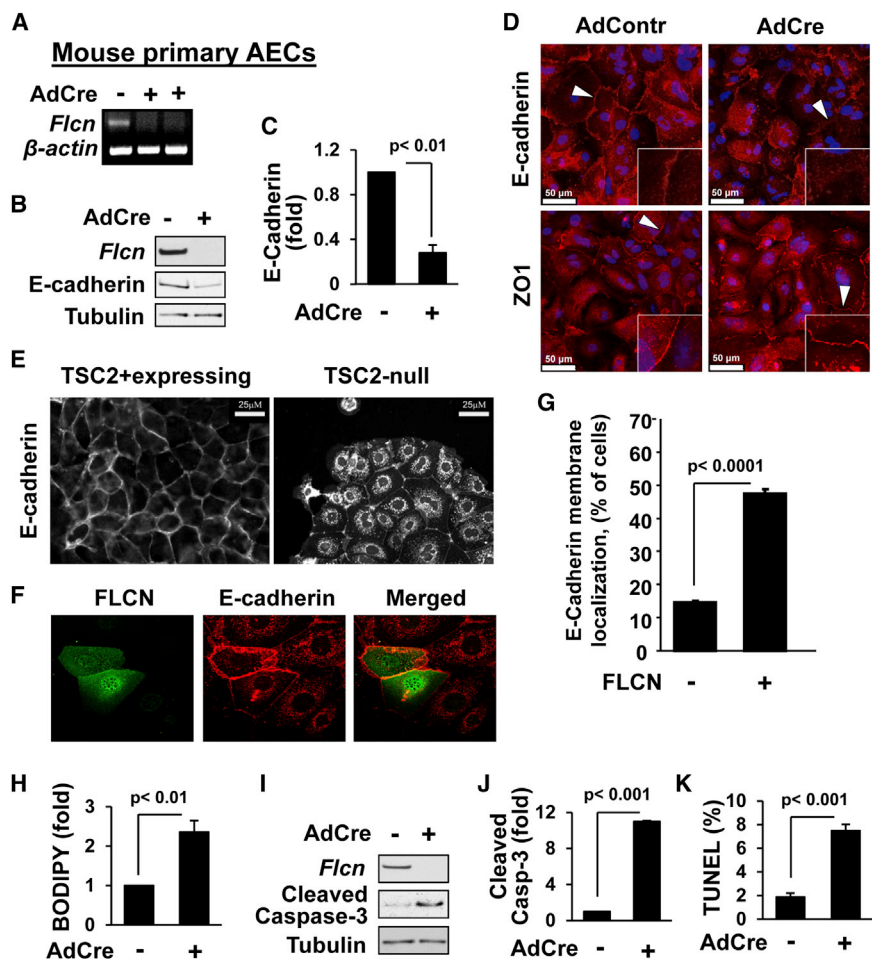 A
Mouse primary AECs
AdCre - + +
Flcn
β-actin
B
AdCre - +
Flcn
E-cadherin
Tubulin
C
p< 0.01
E-Cadherin
(fold)
1.2
0.8
0.4
0
AdCre - +
D
AdContr AdCre
E-cadherin
50 µm 50 µm
ZO1
50 µm 50 µm
E
TSC2+expressing TSC2-null
E-cadherin
25µM 25µM
F
FLCN E-cadherin Merged
G
p< 0.0001
E-Cadherin membrane
localization, (% of cells)
70
60
50
40
30
20
10
0
FLCN - +
H
p< 0.01
BODIPY (fold)
3
2
1
0
AdCre - +
I
AdCre - +
Flcn
Cleaved
Caspase-3
Tubulin
J
p< 0.001
Cleaved
Casp-3 (fold)
12
8
4
0
AdCre - +
K
p< 0.001
TUNEL (%)
8
6
4
2
0
AdCre - +